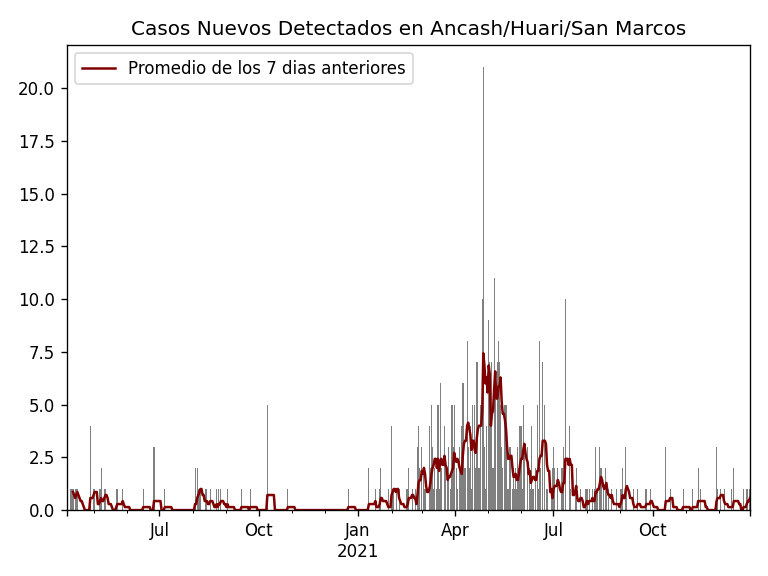 Casos Nuevos Detectados en Ancash/Huari/San Marcos
Promedio de los 7 dias anteriores
20.0
17.5
15.0
12.5
10.0
7.5
5.0
2.5
0.0
Jul
Oct
Jan
2021
Apr
Jul
Oct